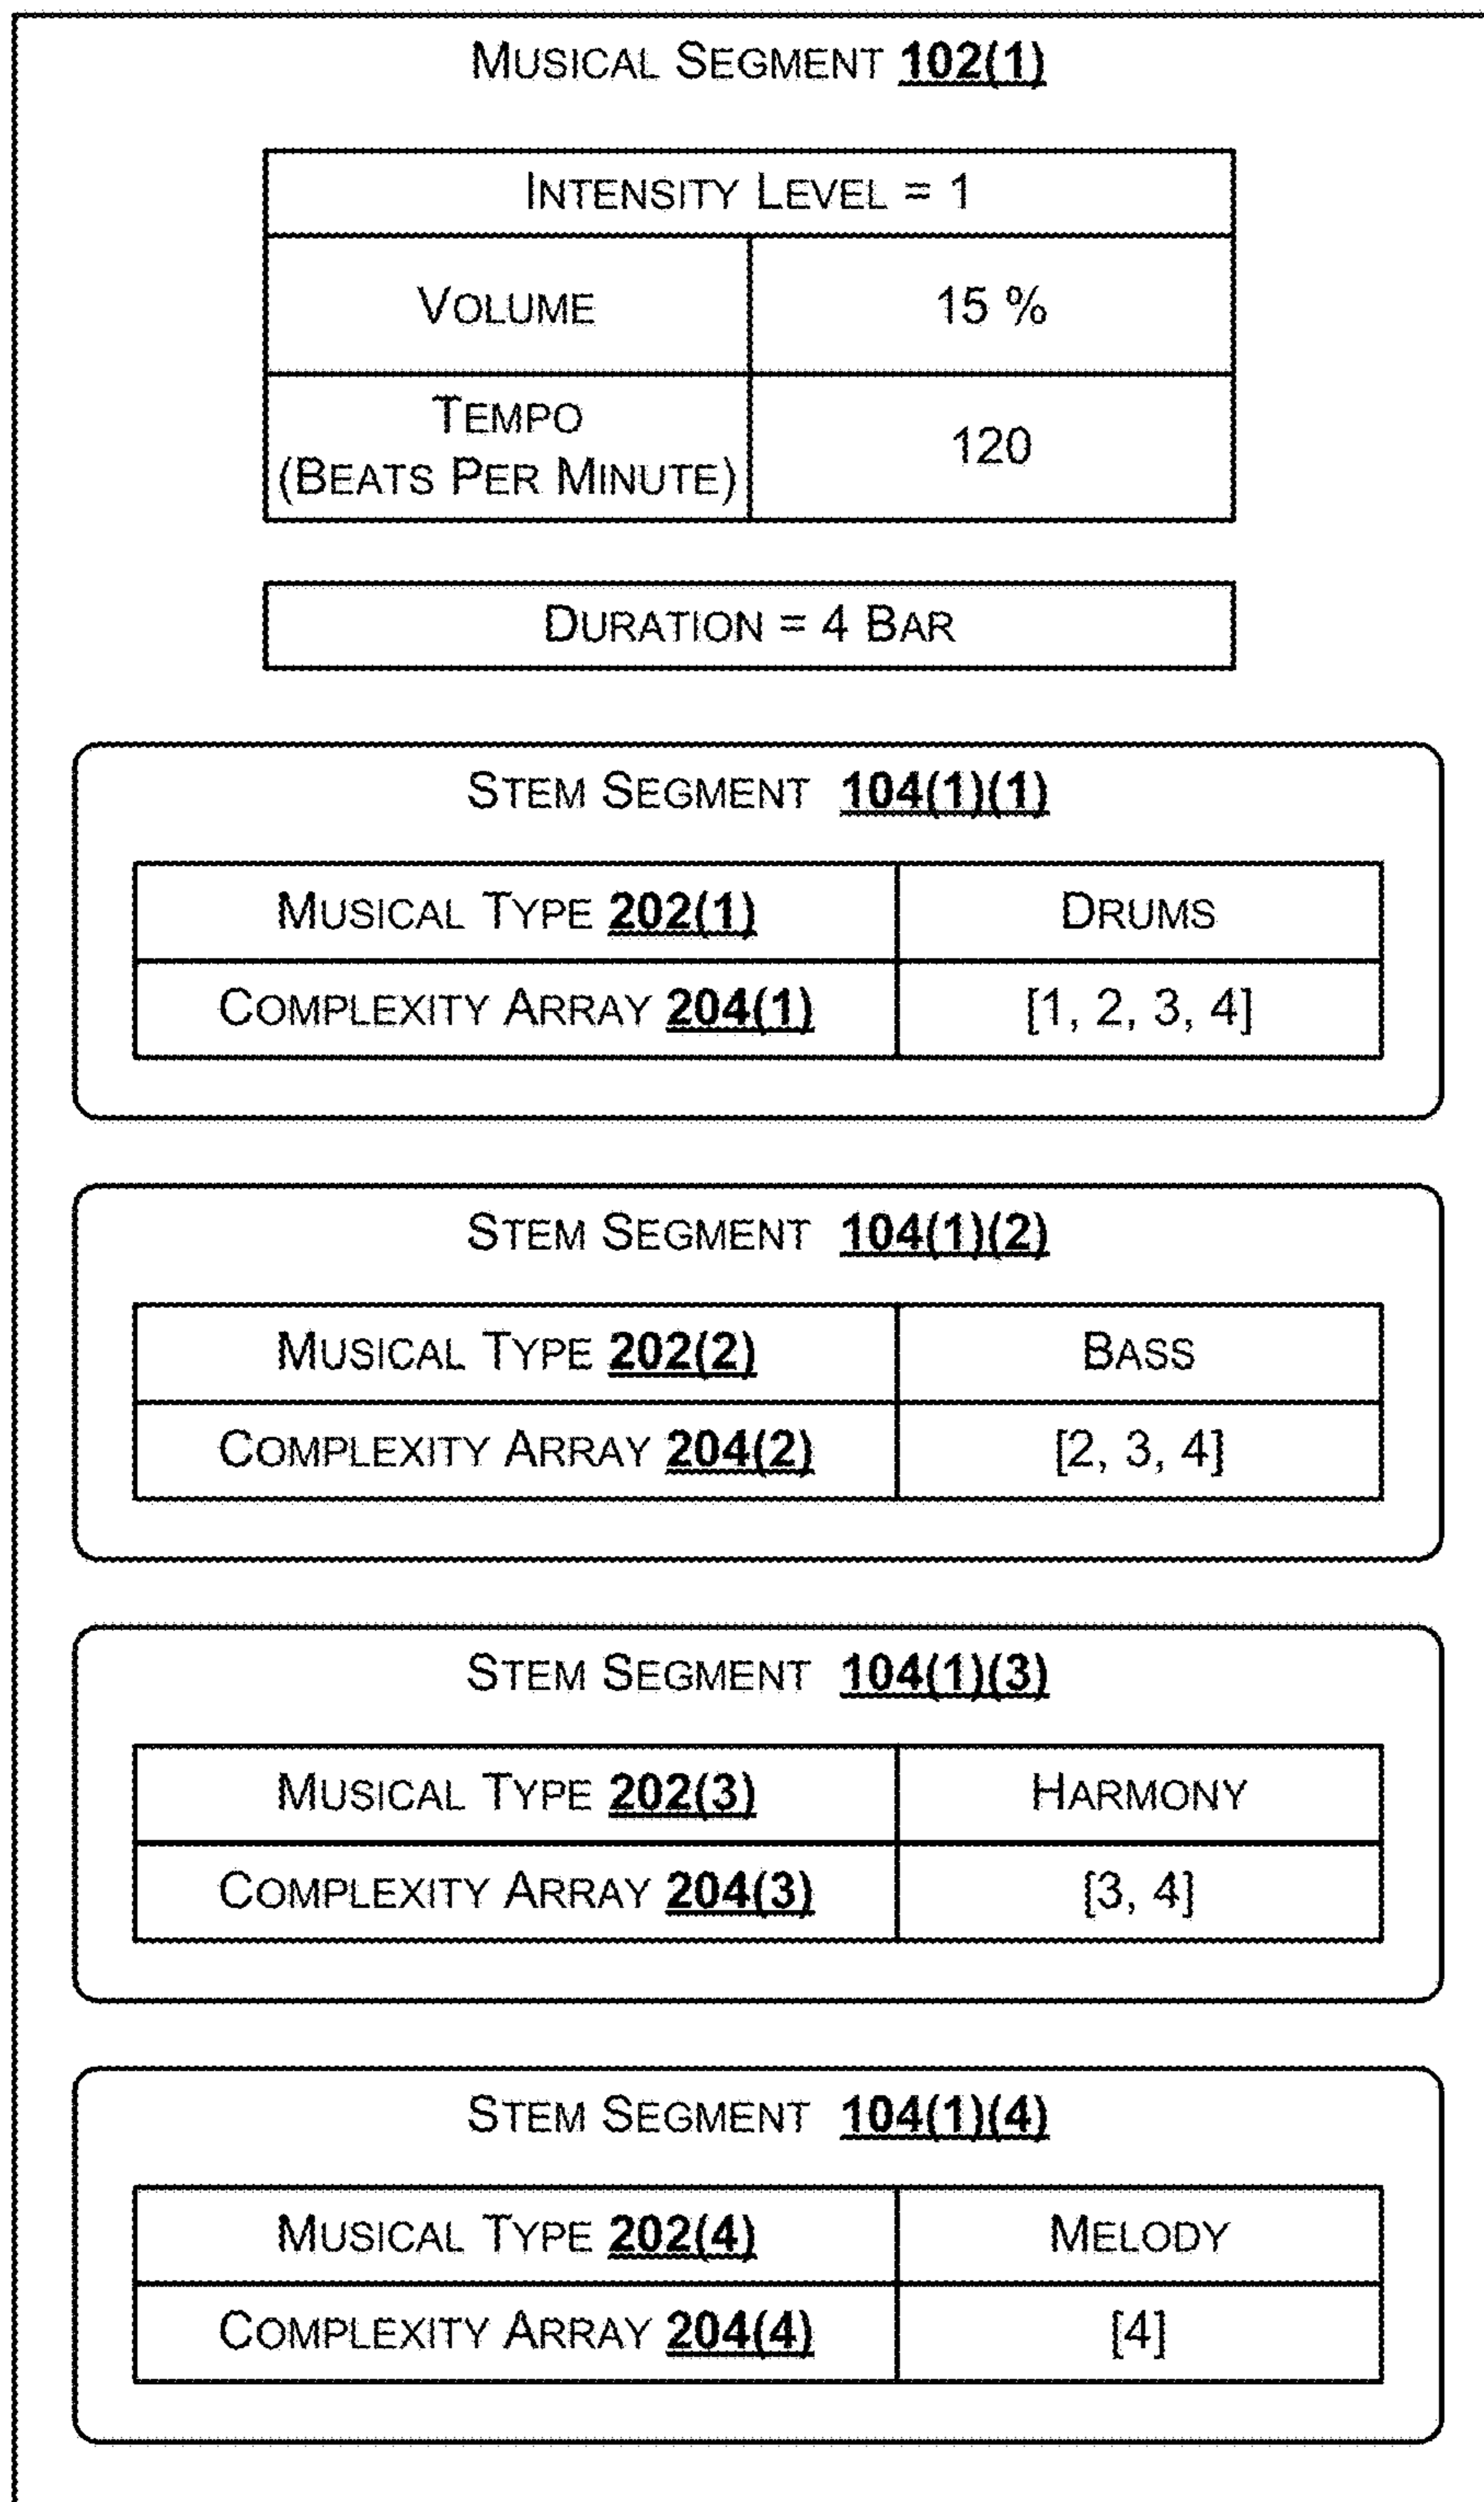 MUSICAL SEGMENT 102(1)
INTENSITY LEVEL = 1
VOLUME 15 %
TEMPO
(BEATS PER MINUTE) 120
DURATION = 4 BAR
STEM SEGMENT 104(1)(1)
MUSICAL TYPE 202(1) DRUMS
COMPLEXITY ARRAY 204(1) [1, 2, 3, 4]
STEM SEGMENT 104(1)(2)
MUSICAL TYPE 202(2) BASS
COMPLEXITY ARRAY 204(2) [2, 3, 4]
STEM SEGMENT 104(1)(3)
MUSICAL TYPE 202(3) HARMONY
COMPLEXITY ARRAY 204(3) [3, 4]
STEM SEGMENT 104(1)(4)
MUSICAL TYPE 202(4) MELODY
COMPLEXITY ARRAY 204(4) [4]